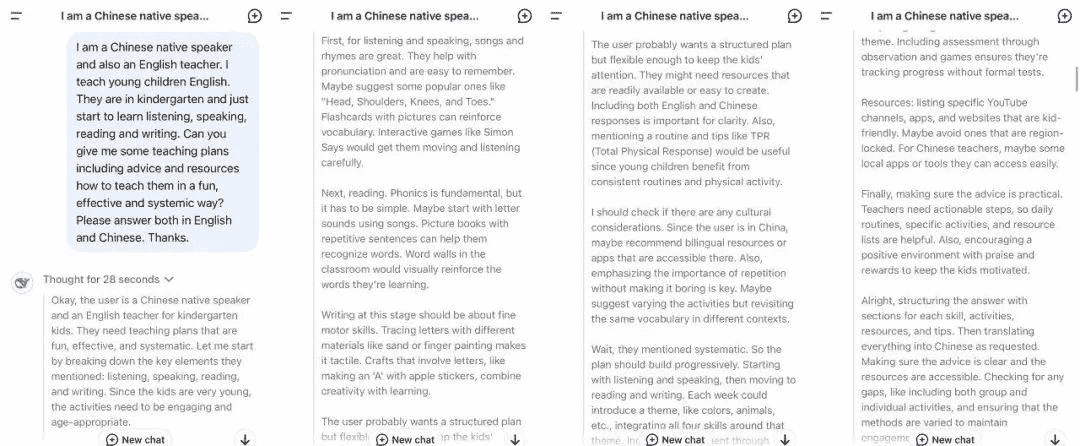 I am a Chinese native spea...
I am a Chinese native speaker
and also an English teacher. I
teach young children English.
They are in kindergarten and just
start to learn listening, speaking,
reading and writing. Can you
give me some teaching plans
including advice and resources
how to teach them in a fun,
effective and systemic way?
Please answer both in English
and Chinese. Thanks.
Thought for 28 seconds
Okay, the user is a Chinese native speaker
and an English teacher for kindergarten
kids. They need teaching plans that are
fun, effective, and systematic. Let me start
by breaking down the key elements they
mentioned: listening, speaking, reading,
and writing. Since the kids are very young,
the activities need to be engaging and
age-appropriate.
New chat
I am a Chinese native spea...
First, for listening and speaking, songs and
rhymes are great. They help with
pronunciation and are easy to remember.
Maybe suggest some popular ones like
"Head, Shoulders, Knees, and Toes."
Flashcards with pictures can reinforce
vocabulary. Interactive games like Simon
Says would get them moving and listening
carefully.
Next, reading. Phonics is fundamental, but
it has to be simple. Maybe start with letter
sounds using songs. Picture books with
repetitive sentences can help them
recognize words. Word walls in the
classroom would visually reinforce the
words they're learning.
Writing at this stage should be about fine
motor skills. Tracing letters with different
materials like sand or finger painting makes
it tactile. Crafts that involve letters, like
making an 'A' with apple stickers, combine
creativity with learning.
The user probably wants a structured plan
but the kids'
New chat
I am a Chinese native spea...
The user probably wants a structured plan
but flexible enough to keep the kids'
attention. They might need resources that
are readily available or easy to create.
Including both English and Chinese
responses is important for clarity. Also,
mentioning a routine and tips like TPR
(Total Physical Response) would be useful
since young children benefit from
consistent routines and physical activity.
I should check if there are any cultural
considerations. Since the user is in China,
maybe recommend bilingual resources or
apps that are accessible there. Also,
emphasizing the importance of repetition
without making it boring is key. Maybe
suggest varying the activities but revisiting
the same vocabulary in different contexts.
Wait, they mentioned systematic. So the
plan should build progressively. Starting
with listening and speaking, then moving to
reading and writing. Each week could
introduce a theme, like colors, animals,
etc., integrating all four skills around that
theme. through
New chat
I am a Chinese native spea...
theme. Including assessment through
observation and games ensures they're
tracking progress without formal tests.
Resources: listing specific YouTube
channels, apps, and websites that are kid-
friendly. Maybe avoid ones that are region-
locked. For Chinese teachers, maybe some
local apps or tools they can access easily.
Finally, making sure the advice is practical.
Teachers need actionable steps, so daily
routines, specific activities, and resource
lists are helpful. Also, encouraging a
positive environment with praise and
rewards to keep the kids motivated.
Alright, structuring the answer with
sections for each skill, activities,
resources, and tips. Then translating
everything into Chinese as requested.
Making sure the advice is clear and the
resources are accessible. Checking for any
gaps, like including both group and
individual activities, and ensuring that the
methods are varied to maintain
New chat